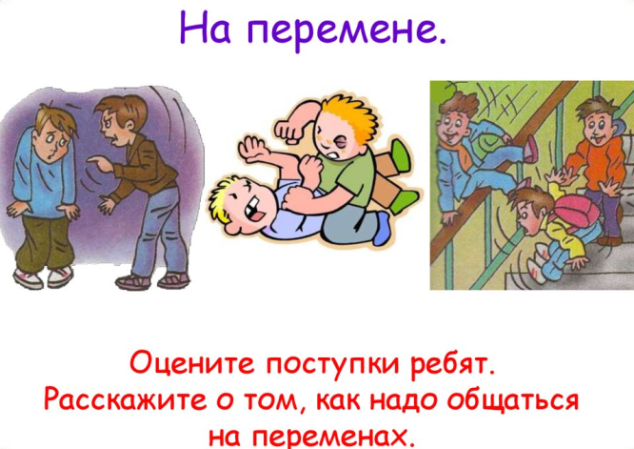 На перемене.
Оцените поступки ребят.
Расскажите о том, как надо общаться
на переменах.